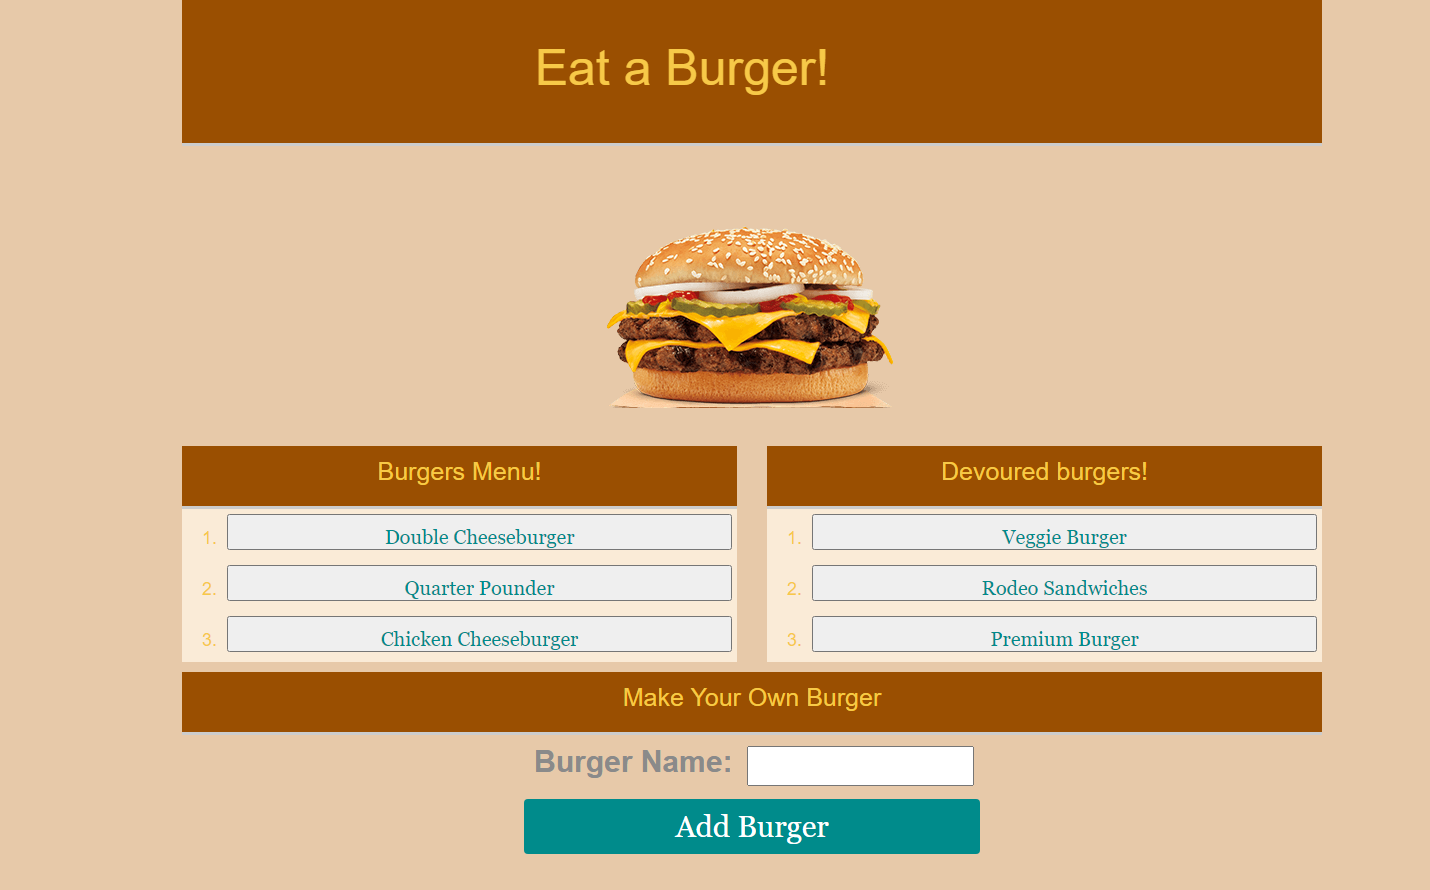 Eat a Burger!
Burgers Menu!
1. Double Cheeseburger
2. Quarter Pounder
3. Chicken Cheeseburger
Devoured burgers!
1. Veggie Burger
2. Rodeo Sandwiches
3. Premium Burger
Make Your Own Burger
Burger Name:
Add Burger